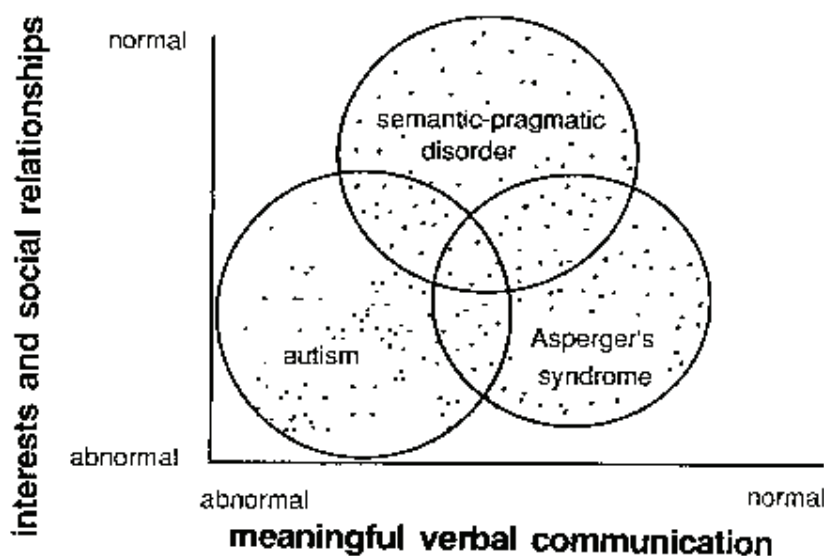 interests and social relationships
normal
semantic-pragmatic
disorder
autism
Asperger's
syndrome
abnormal
abnormal
normal
meaningful verbal communication